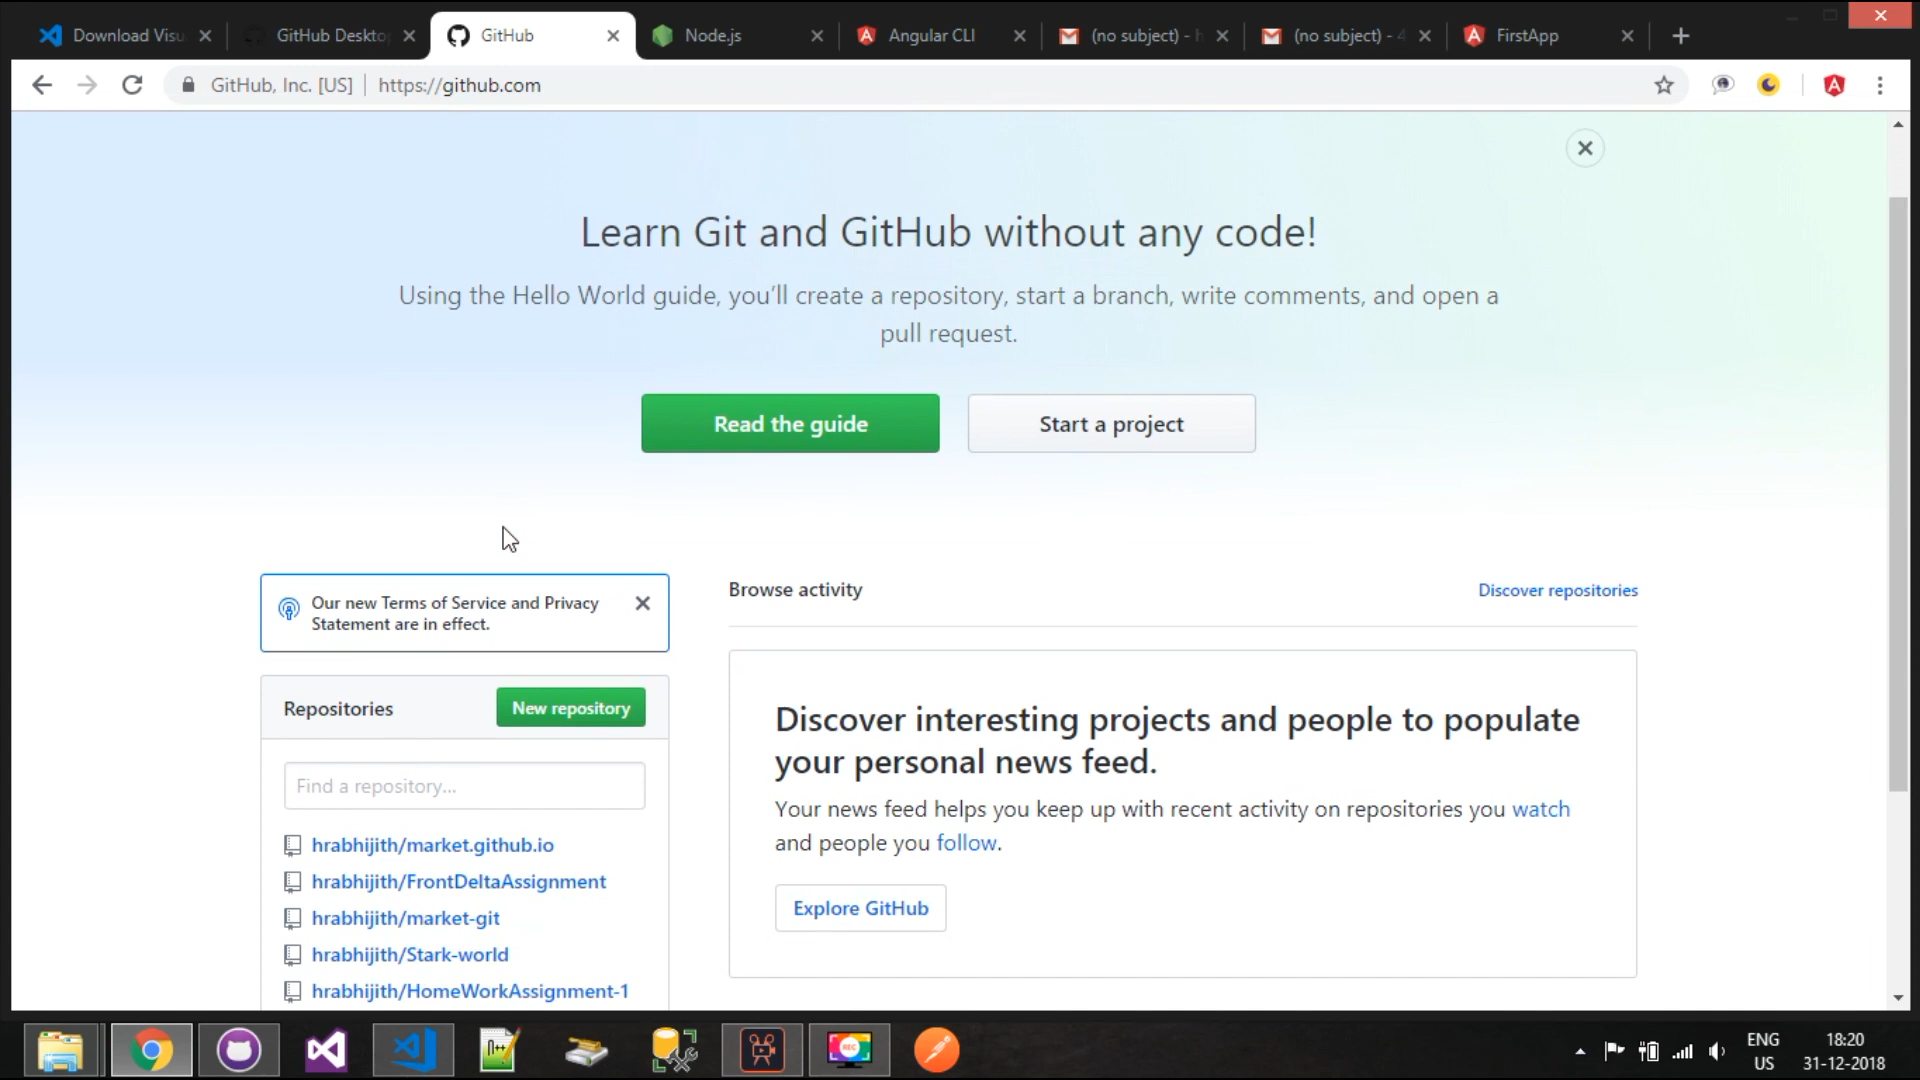 Download Visu
GitHub Deskto
GitHub
Node.js
Angular CLI
(no subject) - h
(no subject) - 4
FirstApp
GitHub, Inc. [US]
https://github.com
Learn Git and GitHub without any code!
Using the Hello World guide, you'll create a repository, start a branch, write comments, and open a
pull request.
Read the guide
Start a project
Our new Terms of Service and Privacy
Statement are in effect.
Browse activity
Discover repositories
Repositories
New repository
Find a repository...
hrabhijith/market.github.io
hrabhijith/FrontDeltaAssignment
hrabhijith/market-git
hrabhijith/Stark-world
hrabhijith/HomeWorkAssignment-1
Discover interesting projects and people to populate
your personal news feed.
Your news feed helps you keep up with recent activity on repositories you watch
and people you follow.
Explore GitHub
REC
ENG
US
18:20
31-12-2018